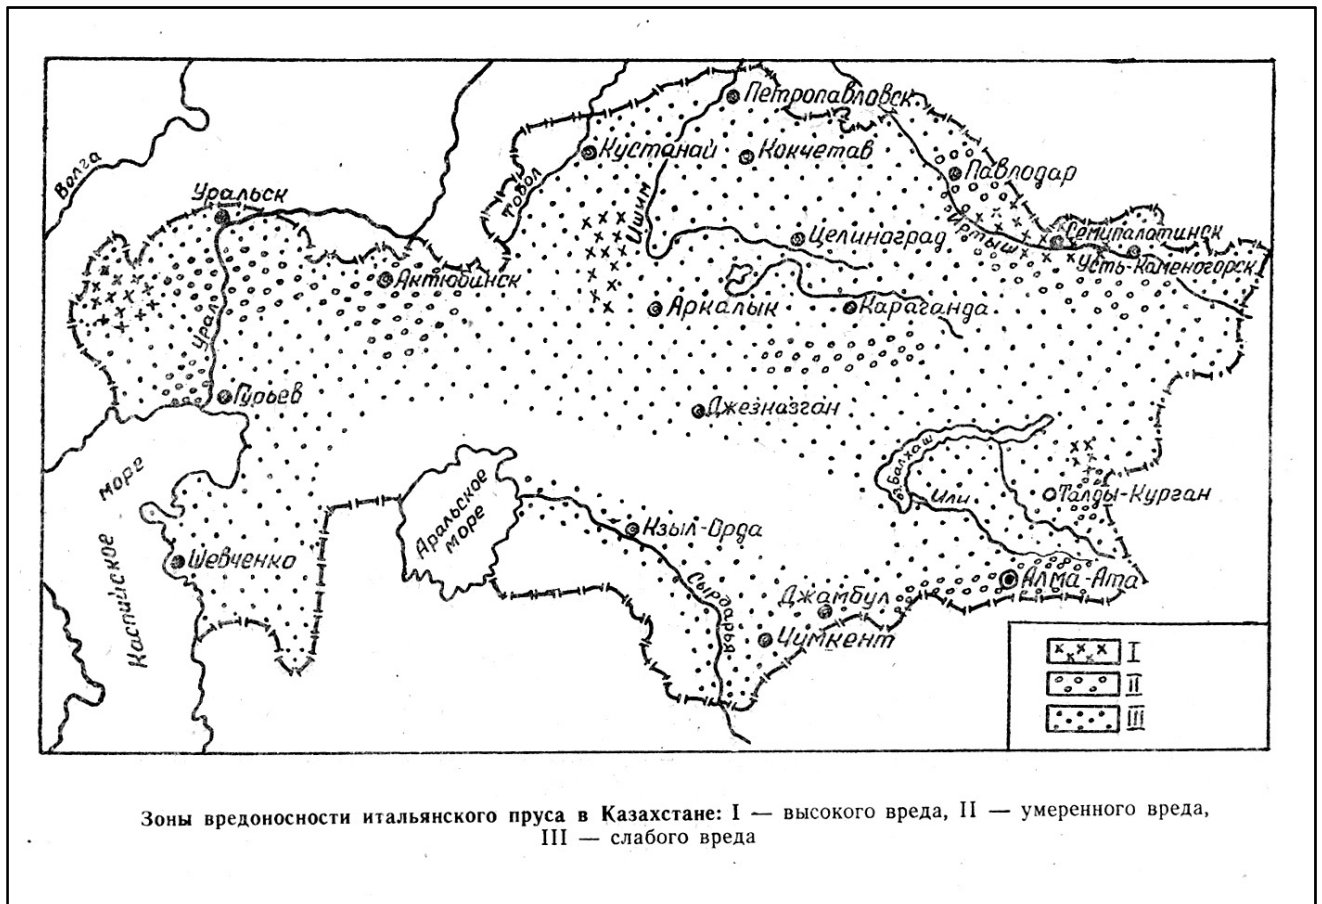 Петропавловск
Кустанай
Кокчетав
Павлодар
Волга
Уральск
Тобол
Ишим
Целиноград
Иртыш
Семипалатинск
Усть-Каменогорск
Актюбинск
Урал
Аркалык
Караганда
Гурьев
Джезназган
оз. Балхаш
Или
Талды-Курган
Каспийское
море
Аральское
море
Кзыл-Орда
Шевченко
Сырдарья
Джамбул
Алма-Ата
Чимкент
I
II
III
Зоны вредоносности итальянского пруса в Казахстане: I — высокого вреда, II — умеренного вреда,
III — слабого вреда